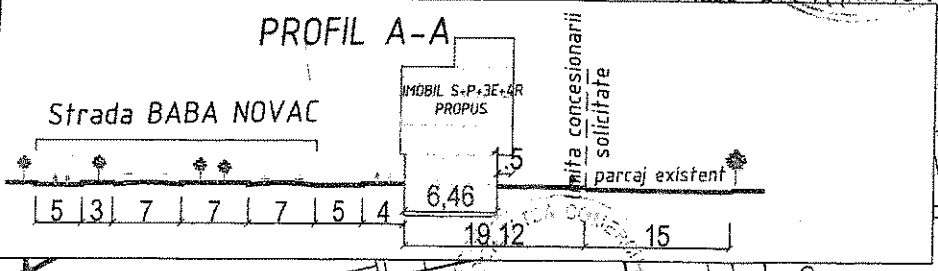 PROFIL A-A
IMOBIL S+P+3E+4R
PROPUS
Strada BABA NOVAC
limita concesionarii
solicitate
parcaj existent
1.5
5 3 7 7 7 5 4
6,46
19.12
15